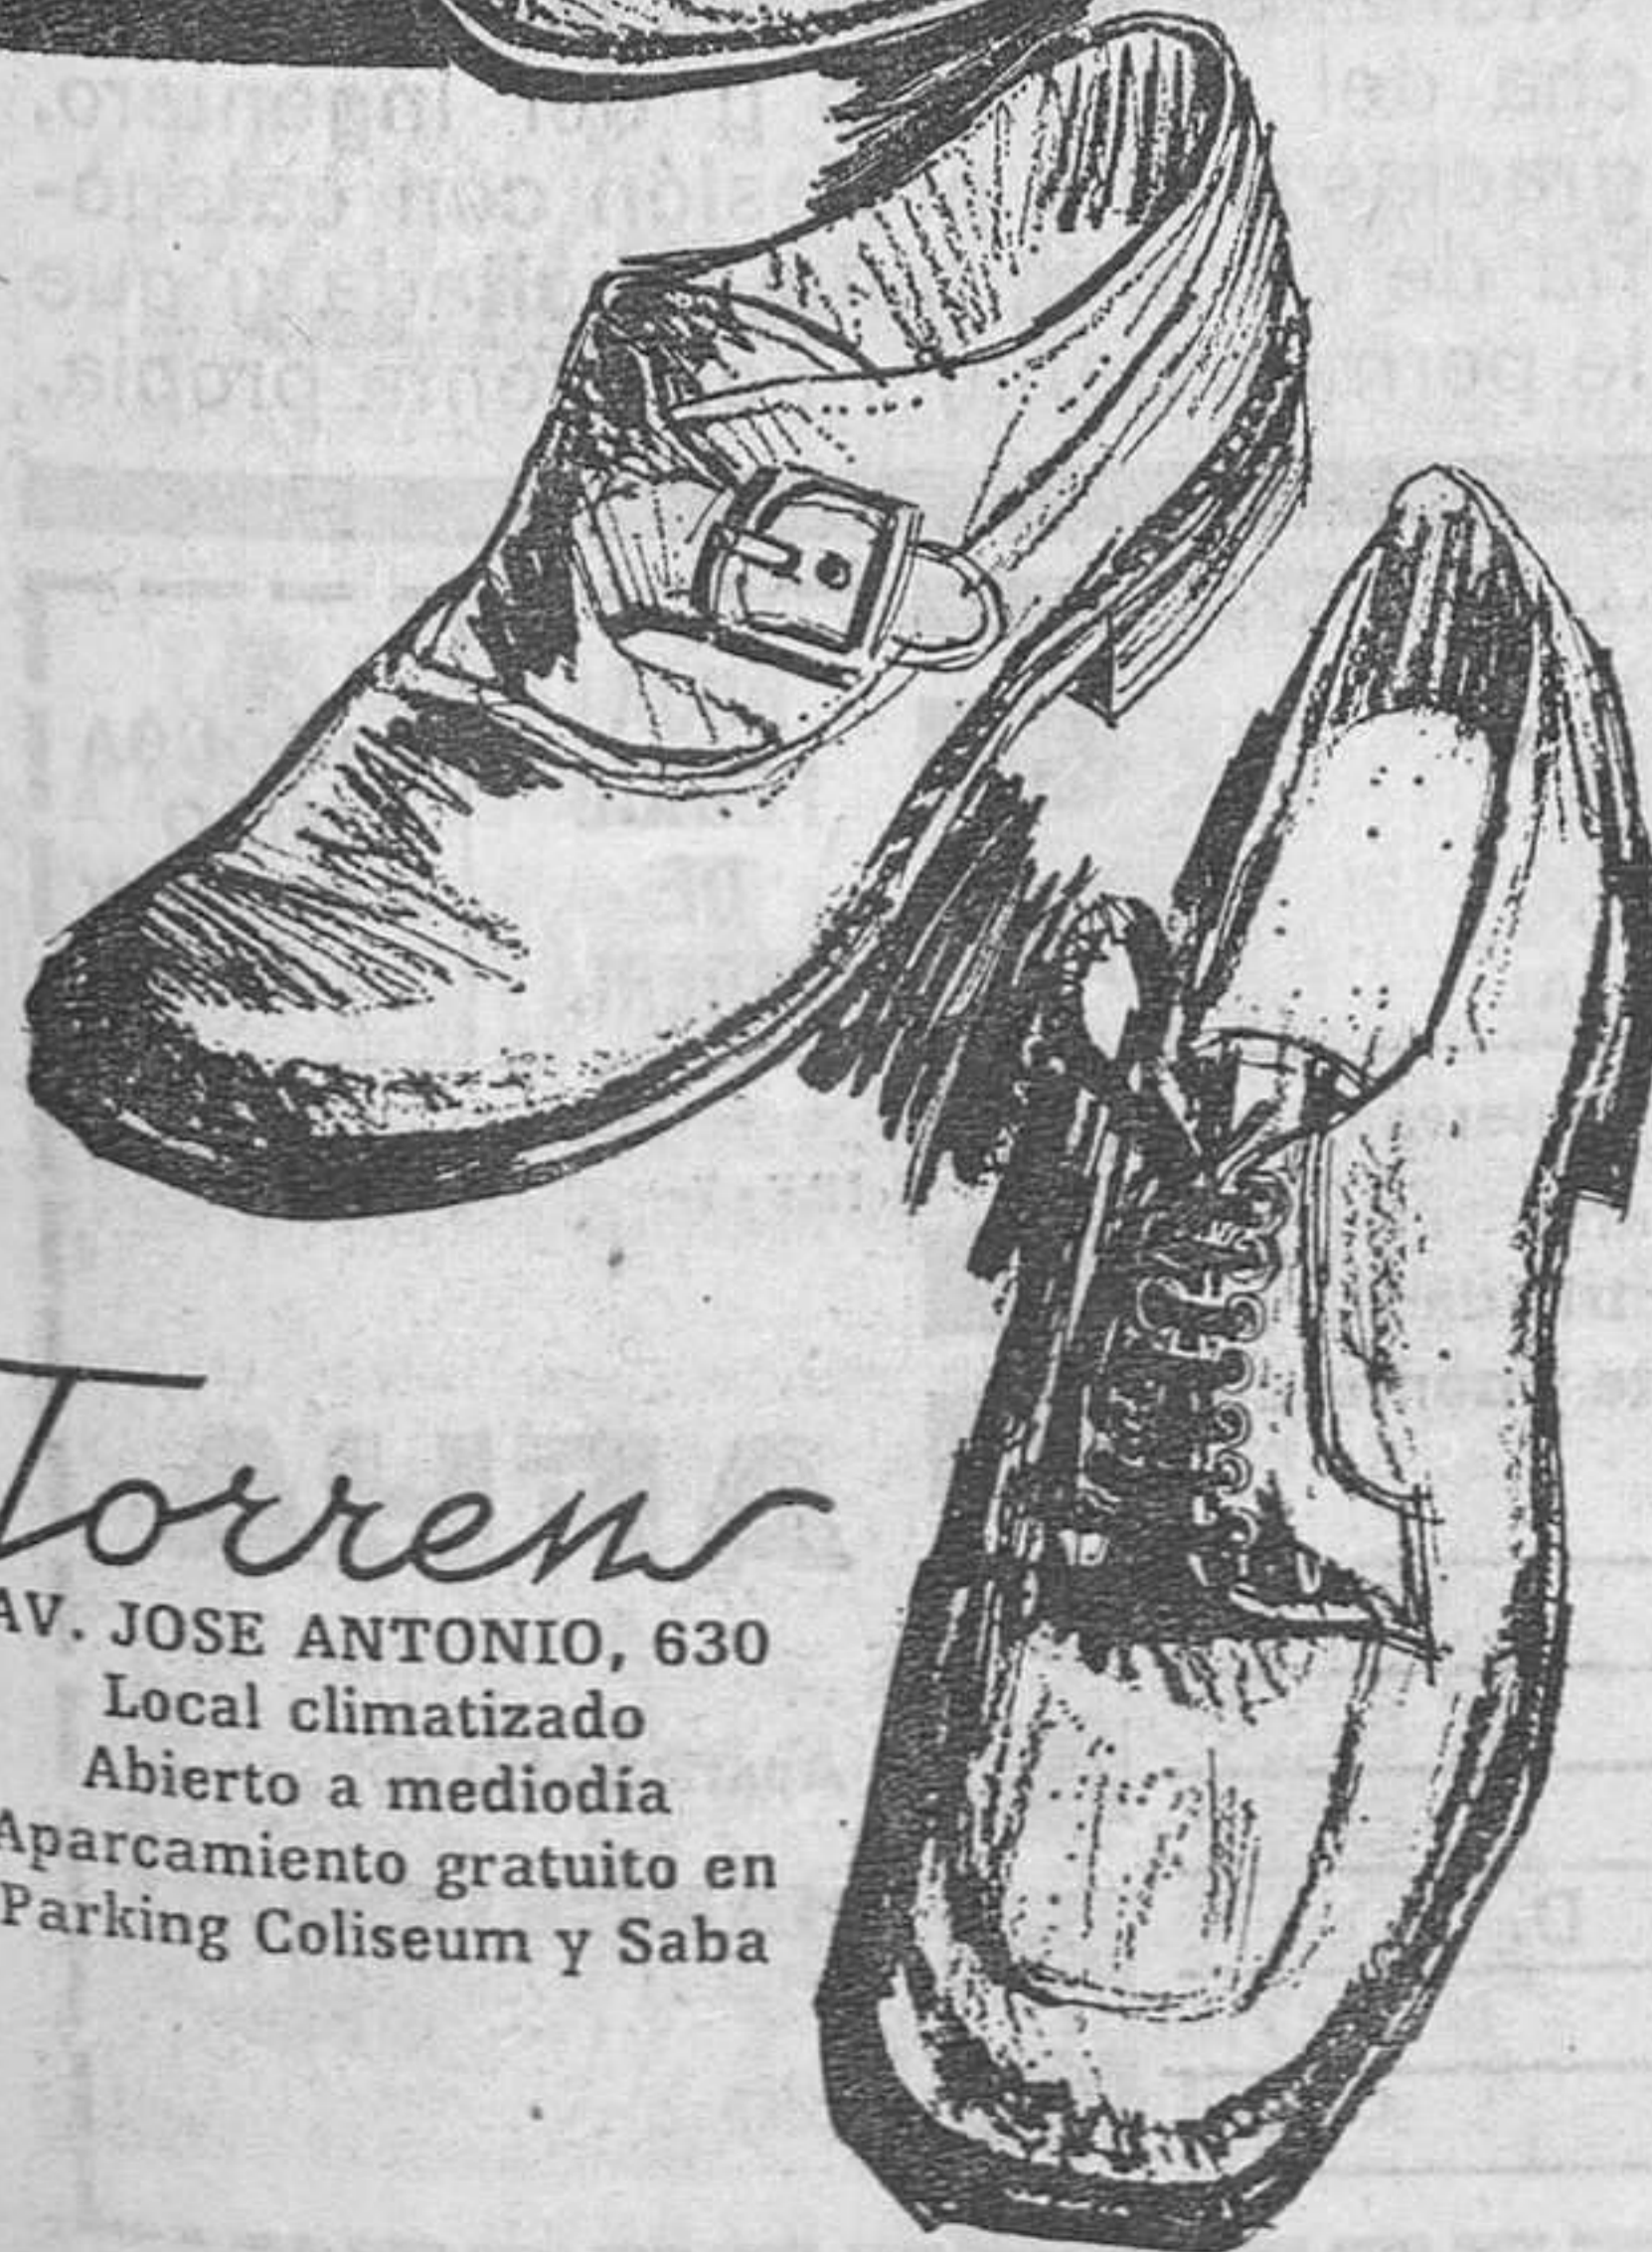 Torrens
AV. JOSE ANTONIO, 630
Local climatizado
Abierto a mediodía
Aparcamiento gratuito en
Parking Coliseum y Saba